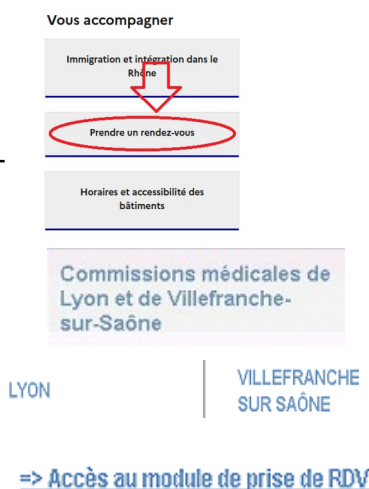 Vous accompagner
Immigration et intégration dans le
Rhône
Prendre un rendez-vous
Horaires et accessibilité des
bâtiments
Commissions médicales de
Lyon et de Villefranche-
sur-Saône
LYON
VILLEFRANCHE
SUR SAÔNE
=> Accès au module de prise de RDV